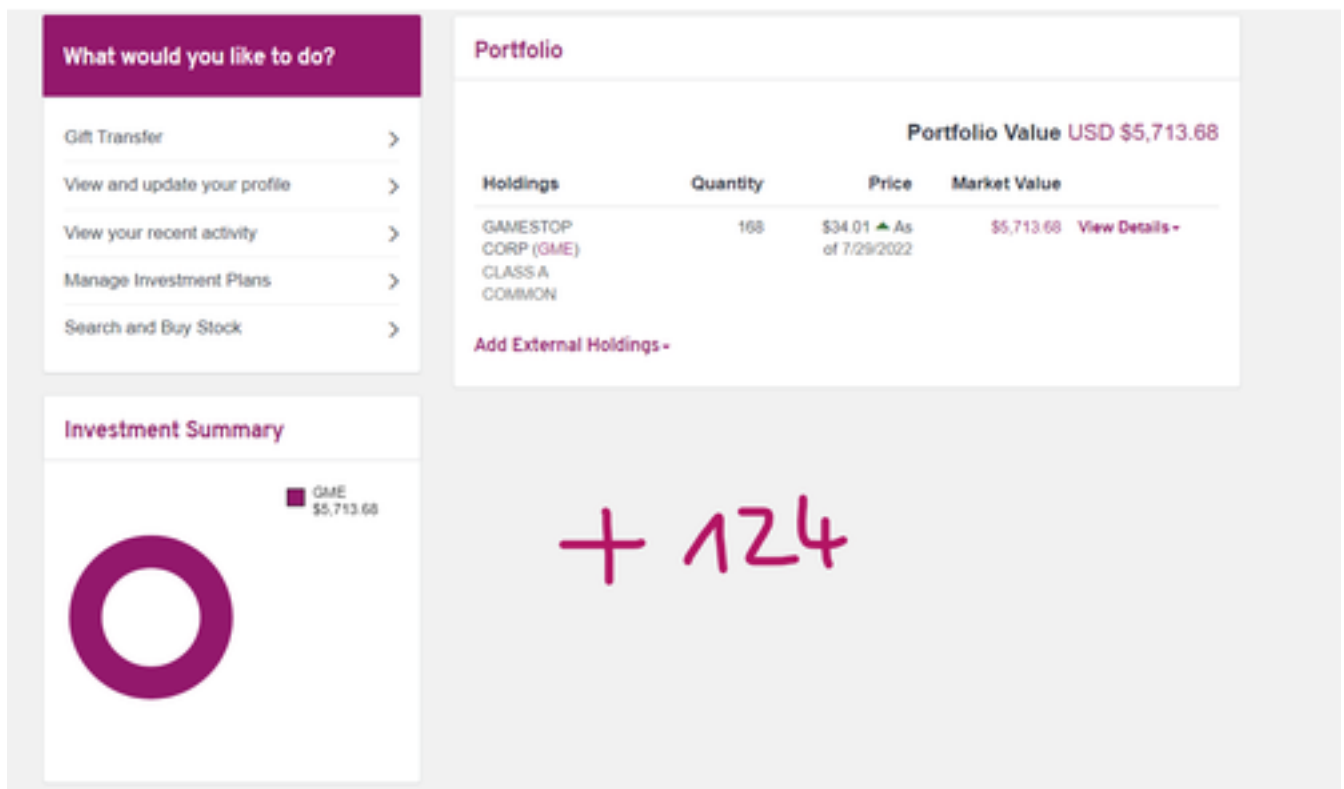 What would you like to do?
Gift Transfer
View and update your profile
View your recent activity
Manage Investment Plans
Search and Buy Stock
Portfolio
Portfolio Value USD $5,713.68
Holdings Quantity Price Market Value
GAMESTOP 168 $34.01 ▲ As $5,713.68 View Details
CORP (GME) of 7/29/2022
CLASS A
COMMON
Add External Holdings
Investment Summary
GME
$5,713.68
+ 124